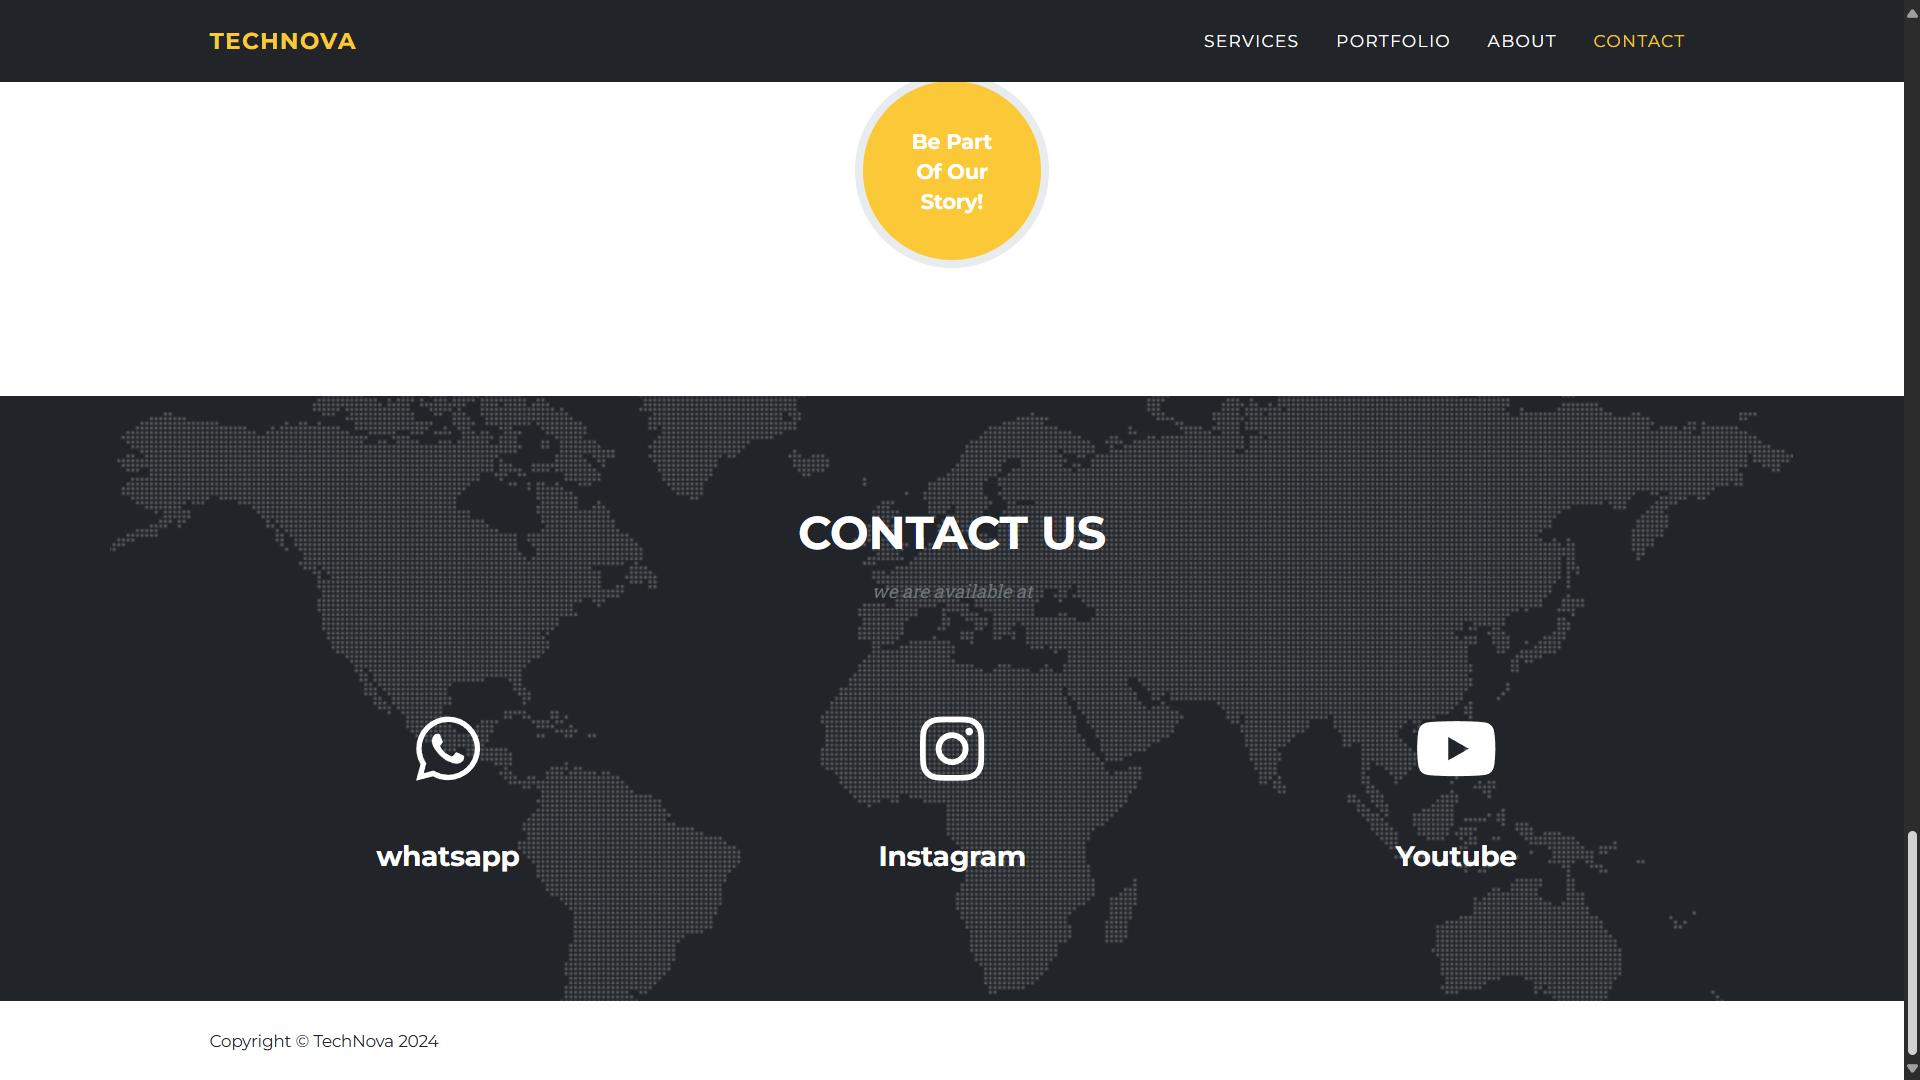 TECHNOVA
SERVICES PORTFOLIO ABOUT CONTACT
Be Part
Of Our
Story!
CONTACT US
we are available at
whatsapp Instagram Youtube
Copyright © TechNova 2024